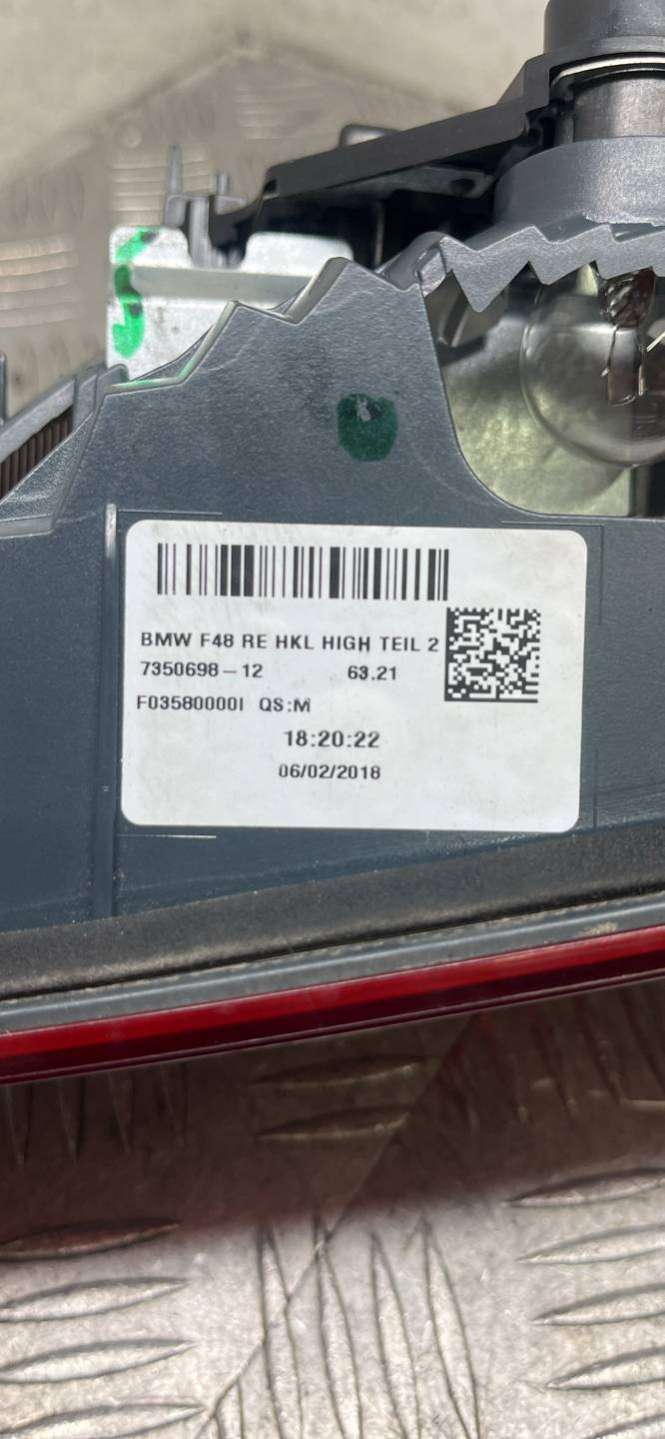 BMW F48 RE HKL HIGH TEIL 2
7350698-12 63.21
F03580000I QS:M
18:20:22
06/02/2018